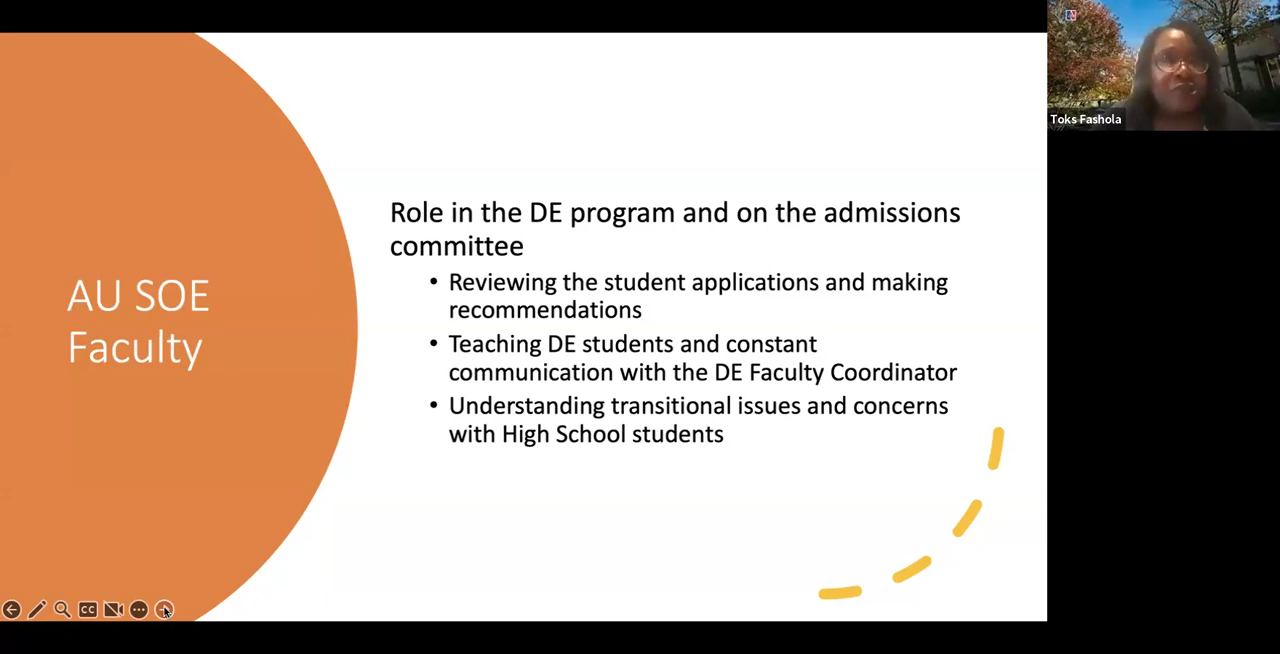 AU SOE
Faculty
Role in the DE program and on the admissions
committee
• Reviewing the student applications and making
recommendations
• Teaching DE students and constant
communication with the DE Faculty Coordinator
• Understanding transitional issues and concerns
with High School students
Toks Fashola
CC